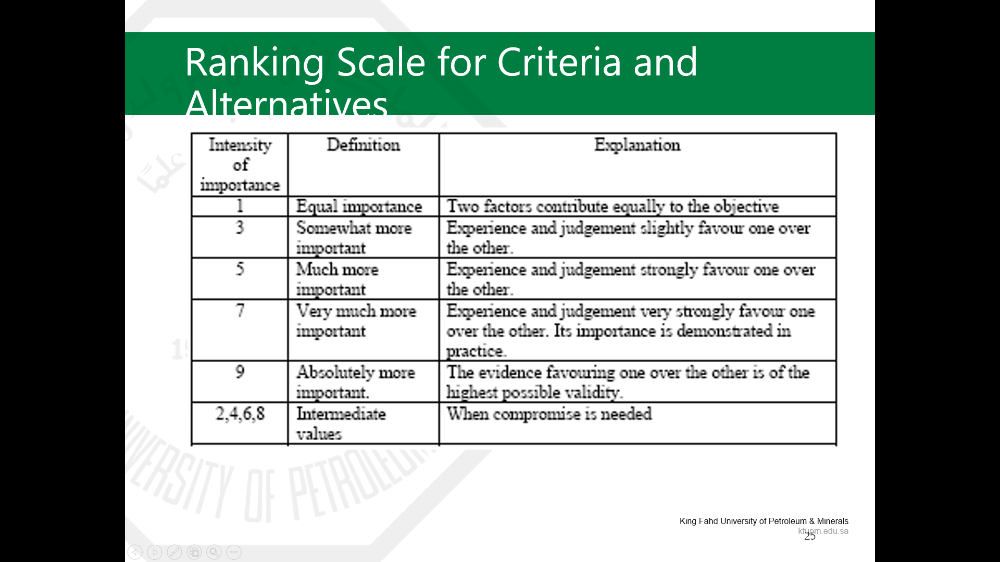 Ranking Scale for Criteria and
Alternatives
Intensity of importance Definition Explanation
1 Equal importance Two factors contribute equally to the objective
3 Somewhat more important Experience and judgement slightly favour one over the other.
5 Much more important Experience and judgement strongly favour one over the other.
7 Very much more important Experience and judgement very strongly favour one over the other. Its importance is demonstrated in practice.
9 Absolutely more important. The evidence favouring one over the other is of the highest possible validity.
2,4,6,8 Intermediate values When compromise is needed
OF PETROLEUM
King Fahd University of Petroleum & Minerals
kfupm.edu.sa
25